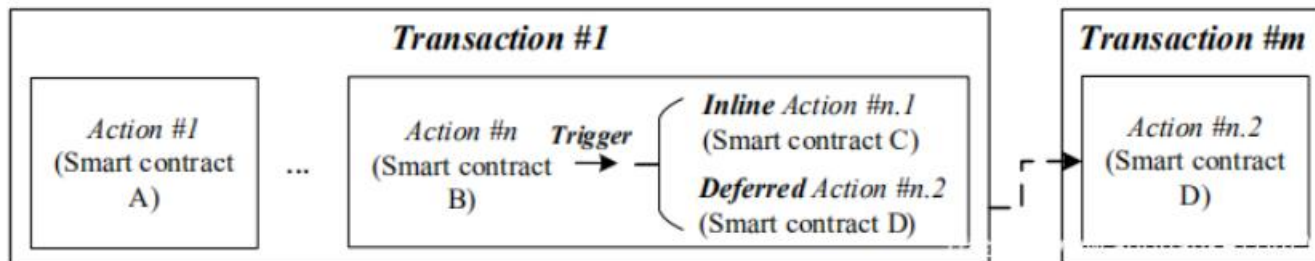 Transaction #1
Action #1
(Smart contract
A)
...
Action #n
(Smart contract
B)
Trigger
Inline Action #n.1
(Smart contract C)
Deferred Action #n.2
(Smart contract D)
Transaction #m
Action #n.2
(Smart contract
D)